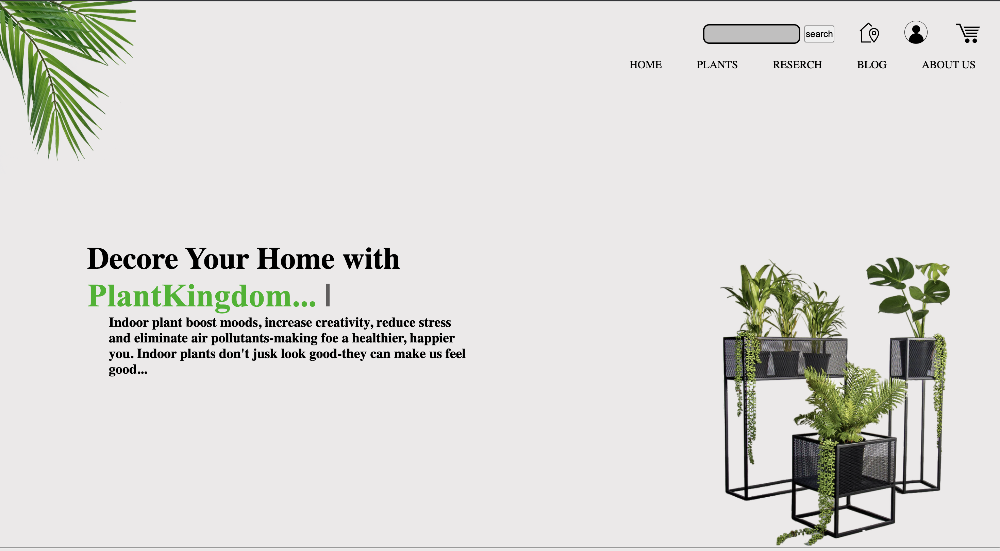 search
HOME PLANTS RESERCH BLOG ABOUT US
Decore Your Home with
PlantKingdom...
Indoor plant boost moods, increase creativity, reduce stress
and eliminate air pollutants-making foe a healthier, happier
you. Indoor plants don't jusk look good-they can make us feel
good...